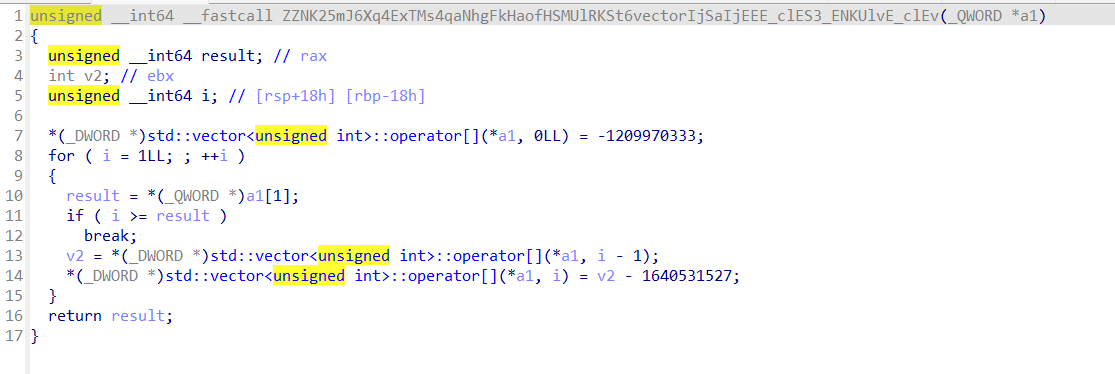 1 unsigned __int64 __fastcall ZZNK25mJ6Xq4ExTMs4qaNhgFkHaofHSMUlRKSt6vectorIjSaIjEEE_clES3_ENKUlvE_clEv(_QWORD *a1)
2 {
3 unsigned __int64 result; // rax
4 int v2; // ebx
5 unsigned __int64 i; // [rsp+18h] [rbp-18h]
6
7 *(_DWORD *)std::vector<unsigned int>::operator[](*a1, 0LL) = -1209970333;
8 for ( i = 1LL; ; ++i )
9 {
10 result = *(_QWORD *)a1[1];
11 if ( i >= result )
12 break;
13 v2 = *(_DWORD *)std::vector<unsigned int>::operator[](*a1, i - 1);
14 *(_DWORD *)std::vector<unsigned int>::operator[](*a1, i) = v2 - 1640531527;
15 }
16 return result;
17 }